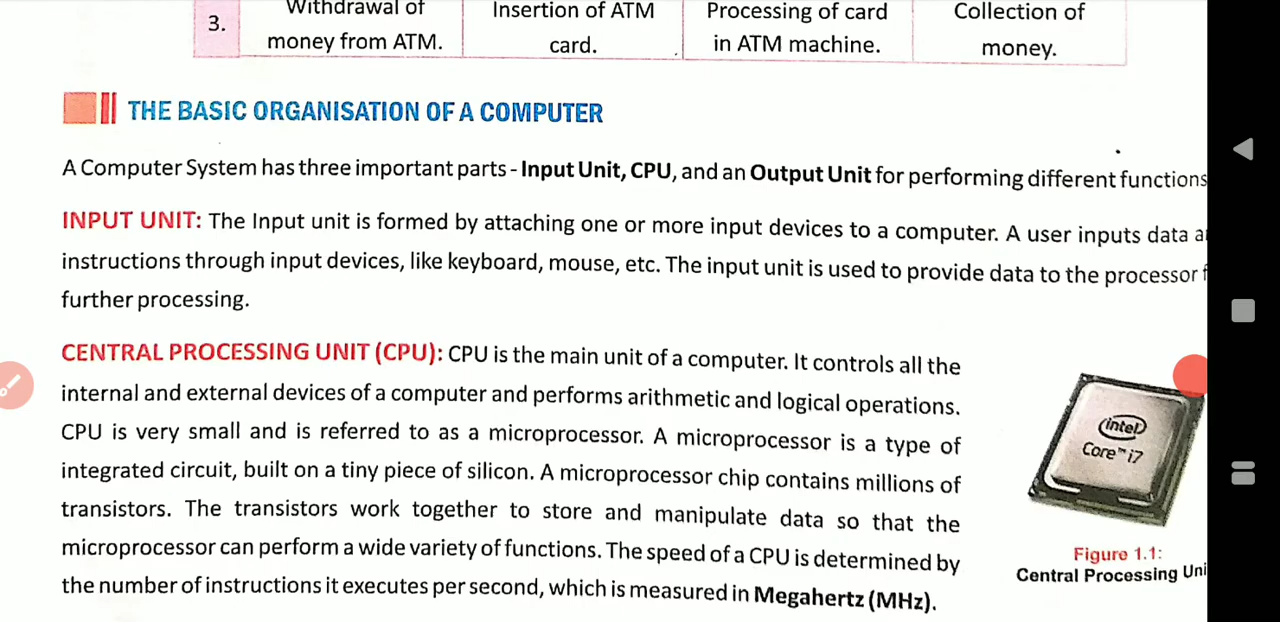 3.
Withdrawal of
money from ATM.
Insertion of ATM
card.
Processing of card
in ATM machine.
Collection of
money.
THE BASIC ORGANISATION OF A COMPUTER
A Computer System has three important parts - Input Unit, CPU, and an Output Unit for performing different functions
INPUT UNIT: The Input unit is formed by attaching one or more input devices to a computer. A user inputs data
instructions through input devices, like keyboard, mouse, etc. The input unit is used to provide data to the processor
further processing.
CENTRAL PROCESSING UNIT (CPU): CPU is the main unit of a computer. It controls all the
internal and external devices of a computer and performs arithmetic and logical operations.
CPU is very small and is referred to as a microprocessor. A microprocessor is a type of
integrated circuit, built on a tiny piece of silicon. A microprocessor chip contains millions of
transistors. The transistors work together to store and manipulate data so that the
microprocessor can perform a wide variety of functions. The speed of a CPU is determined by
the number of instructions it executes per second, which is measured in Megahertz (MHz).
intel
Core™ i7
Figure 1.1:
Central Processing